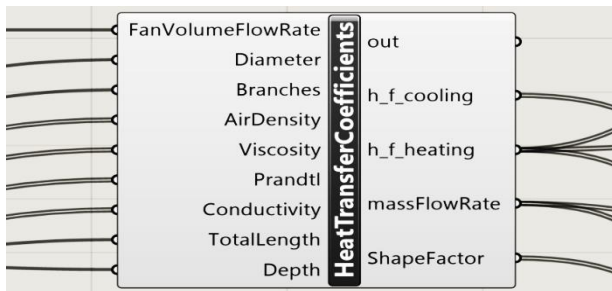 FanVolumeFlowRate
Diameter
Branches
AirDensity
Viscosity
Prandtl
Conductivity
TotalLength
Depth
HeatTransferCoefficients
out
h_f_cooling
h_f_heating
massFlowRate
ShapeFactor